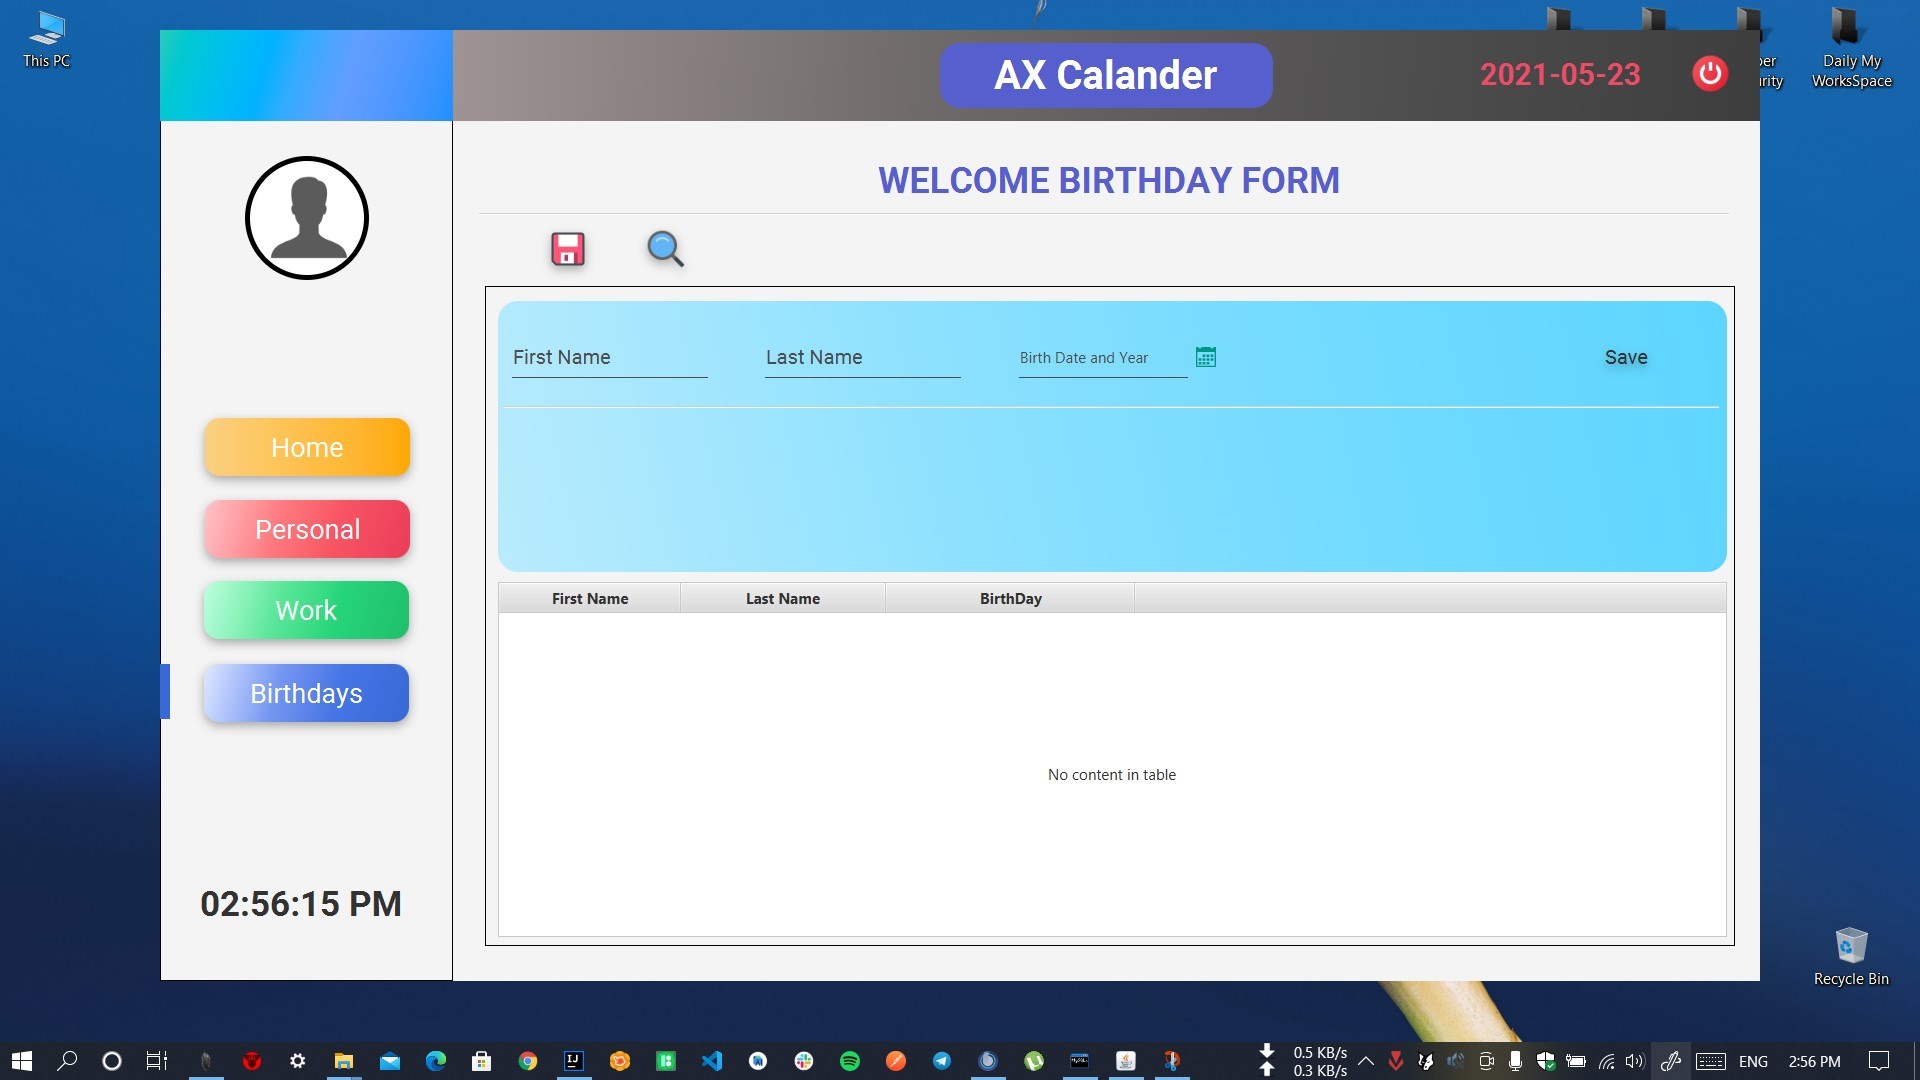 This PC
AX Calander
2021-05-23
Daily My
WorksSpace
WELCOME BIRTHDAY FORM
First Name
Last Name
Birth Date and Year
Save
Home
Personal
Work
Birthdays
First Name
Last Name
BirthDay
No content in table
02:56:15 PM
Recycle Bin
0.5 KB/s
0.3 KB/s
ENG
2:56 PM